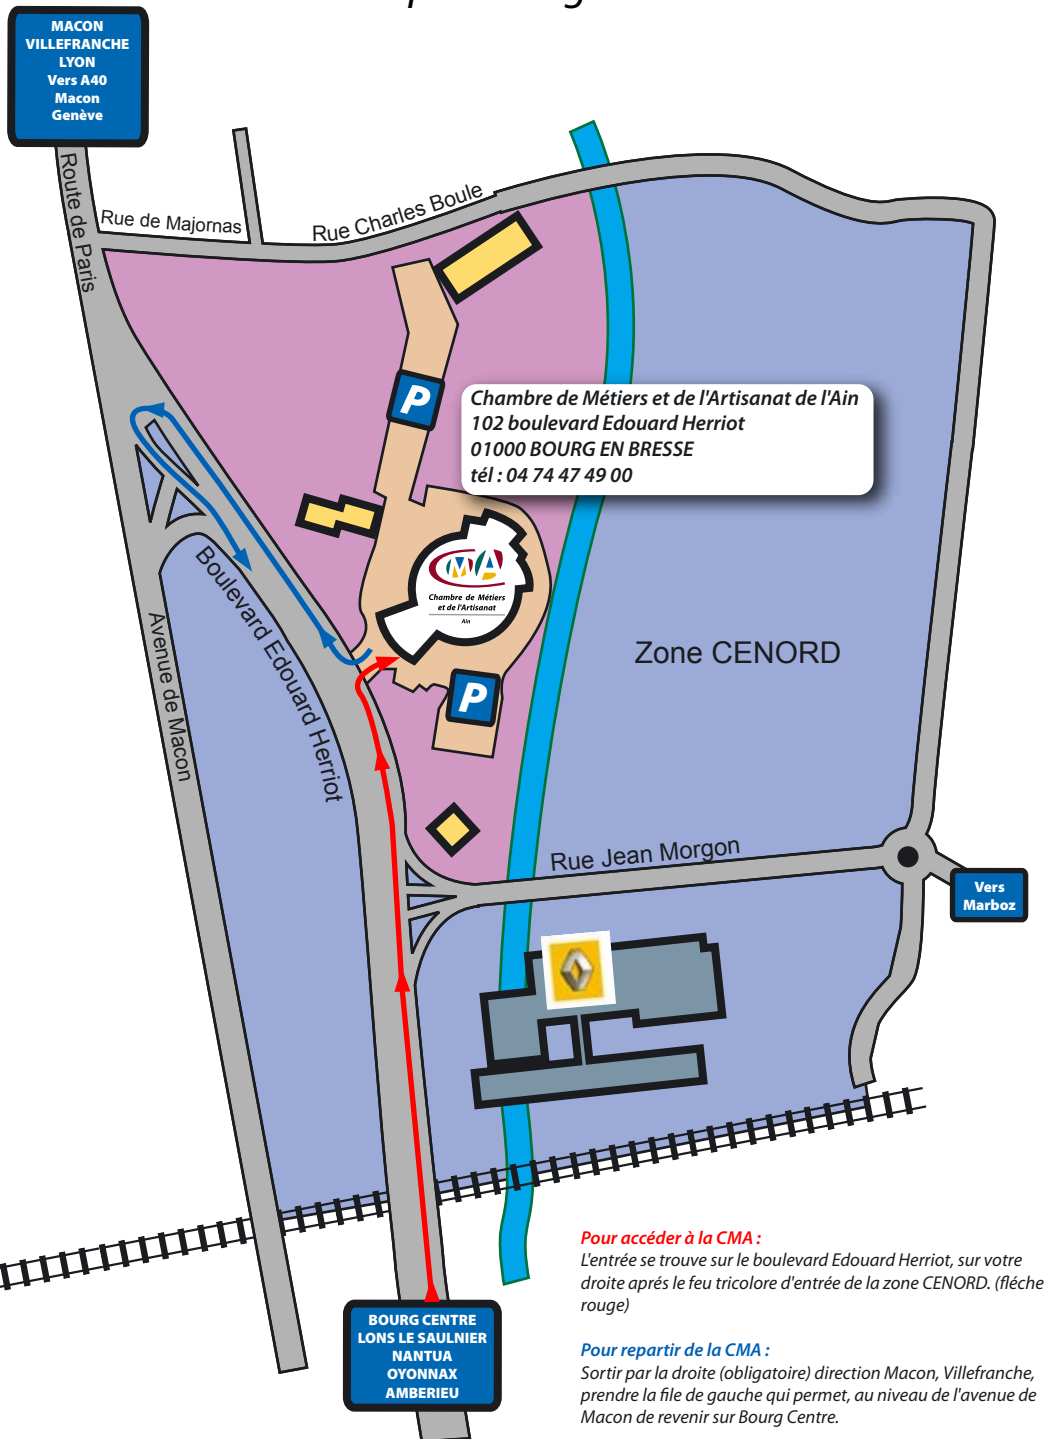 MACON
VILLEFRANCHE
LYON
Vers A40
Macon
Genève
Route de Paris
Rue de Majornas
Rue Charles Boule
P
Chambre de Métiers et de l'Artisanat de l'Ain
102 boulevard Edouard Herriot
01000 BOURG EN BRESSE
tél : 04 74 47 49 00
CMA
Chambre de Métiers
et de l'Artisanat
Ain
Boulevard Edouard Herriot
Avenue de Macon
Zone CENORD
P
Rue Jean Morgon
Vers
Marboz
Pour accéder à la CMA :
L'entrée se trouve sur le boulevard Edouard Herriot, sur votre
droite aprés le feu tricolore d'entrée de la zone CENORD. (fléche
rouge)
BOURG CENTRE
LONS LE SAULNIER
NANTUA
OYONNAX
AMBERIEU
Pour repartir de la CMA :
Sortir par la droite (obligatoire) direction Macon, Villefranche,
prendre la file de gauche qui permet, au niveau de l'avenue de
Macon de revenir sur Bourg Centre.